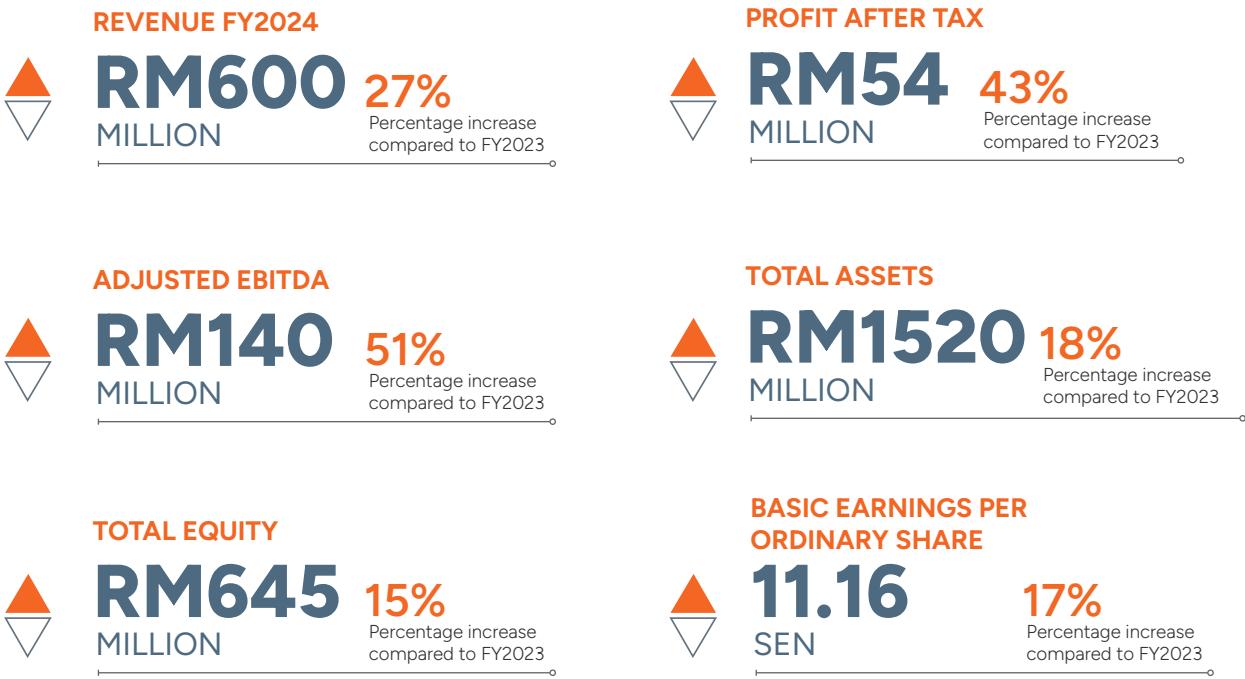 REVENUE FY2024
RM600
MILLION
27%
Percentage increase
compared to FY2023
PROFIT AFTER TAX
RM54
MILLION
43%
Percentage increase
compared to FY2023
ADJUSTED EBITDA
RM140
MILLION
51%
Percentage increase
compared to FY2023
TOTAL ASSETS
RM1520
MILLION
18%
Percentage increase
compared to FY2023
TOTAL EQUITY
RM645
MILLION
15%
Percentage increase
compared to FY2023
BASIC EARNINGS PER
ORDINARY SHARE
11.16
SEN
17%
Percentage increase
compared to FY2023